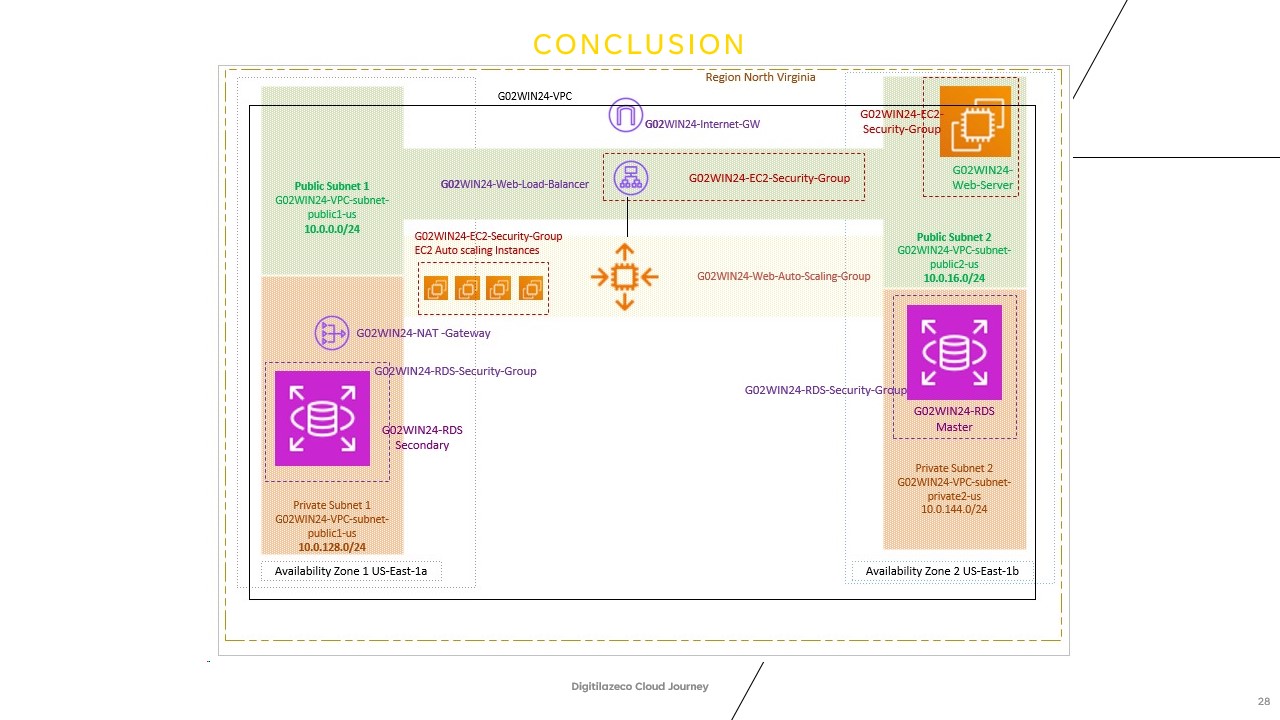 CONCLUSION
Region North Virginia
G02WIN24-VPC
G02WIN24-Internet-GW
G02WIN24-EC2-
Security-Group
G02WIN24-
Web-Server
Public Subnet 1
G02WIN24-VPC-subnet-
public1-us
10.0.0.0/24
G02WIN24-Web-Load-Balancer
G02WIN24-EC2-Security-Group
Public Subnet 2
G02WIN24-VPC-subnet-
public2-us
10.0.16.0/24
G02WIN24-EC2-Security-Group
EC2 Auto scaling Instances
G02WIN24-Web-Auto-Scaling-Group
G02WIN24-NAT -Gateway
G02WIN24-RDS-Security-Group
G02WIN24-RDS
Secondary
G02WIN24-RDS-Security-Group
G02WIN24-RDS
Master
Private Subnet 1
G02WIN24-VPC-subnet-
public1-us
10.0.128.0/24
Private Subnet 2
G02WIN24-VPC-subnet-
private2-us
10.0.144.0/24
Availability Zone 1 US-East-1a
Availability Zone 2 US-East-1b
Digitilazeco Cloud Journey
28